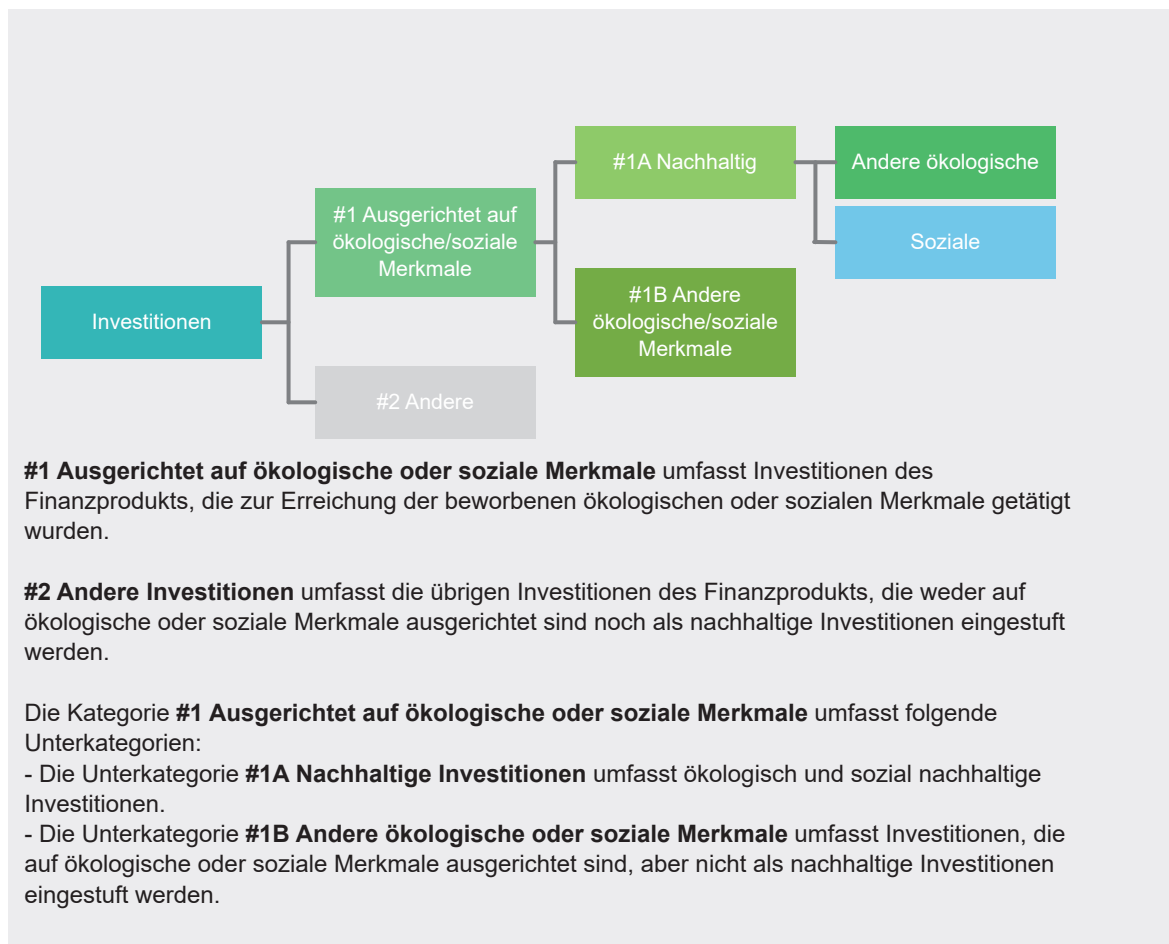 #1A Nachhaltig
Andere ökologische
#1 Ausgerichtet auf
ökologische/soziale
Merkmale
Soziale
Investitionen
#1B Andere
ökologische/soziale
Merkmale
#2 Andere
#1 Ausgerichtet auf ökologische oder soziale Merkmale umfasst Investitionen des
Finanzprodukts, die zur Erreichung der beworbenen ökologischen oder sozialen Merkmale getätigt
wurden.
#2 Andere Investitionen umfasst die übrigen Investitionen des Finanzprodukts, die weder auf
ökologische oder soziale Merkmale ausgerichtet sind noch als nachhaltige Investitionen eingestuft
werden.
Die Kategorie #1 Ausgerichtet auf ökologische oder soziale Merkmale umfasst folgende
Unterkategorien:
- Die Unterkategorie #1A Nachhaltige Investitionen umfasst ökologisch und sozial nachhaltige
Investitionen.
- Die Unterkategorie #1B Andere ökologische oder soziale Merkmale umfasst Investitionen, die
auf ökologische oder soziale Merkmale ausgerichtet sind, aber nicht als nachhaltige Investitionen
eingestuft werden.